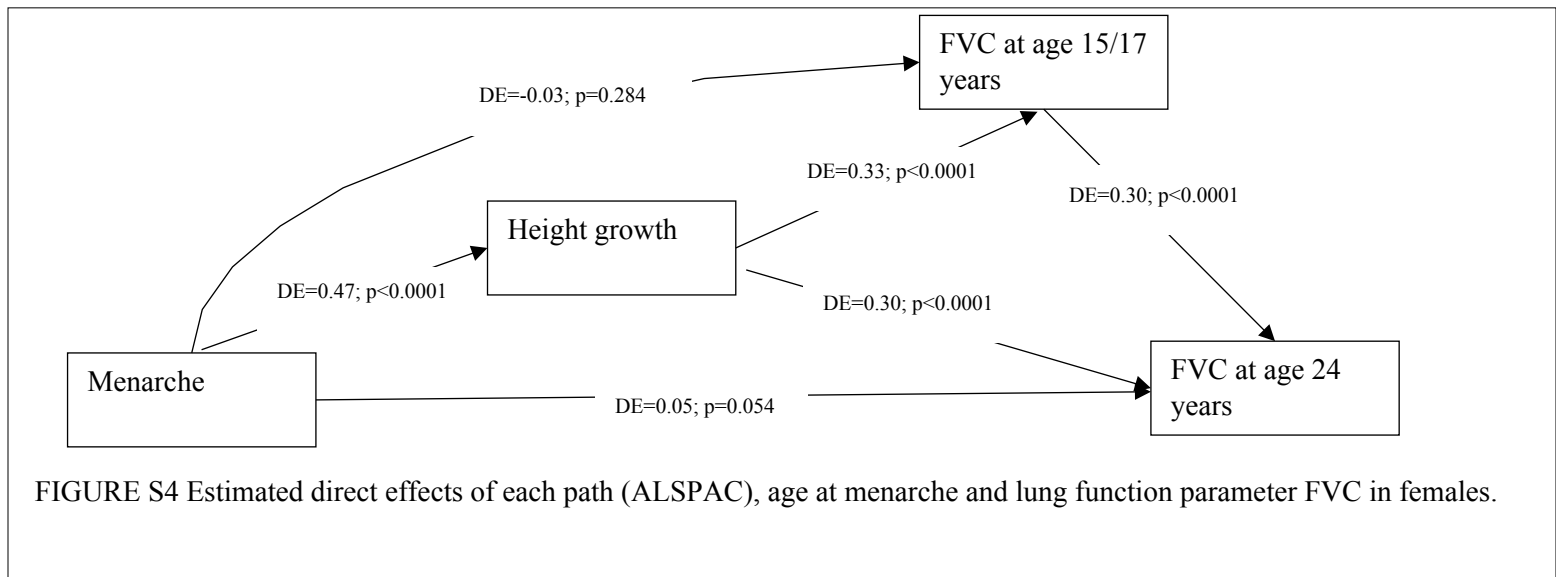 FVC at age 15/17
years
DE=-0.03; p=0.284
DE=0.33; p<0.0001
DE=0.30; p<0.0001
Height growth
DE=0.47; p<0.0001
DE=0.30; p<0.0001
Menarche
FVC at age 24
years
DE=0.05; p=0.054
FIGURE S4 Estimated direct effects of each path (ALSPAC), age at menarche and lung function parameter FVC in females.